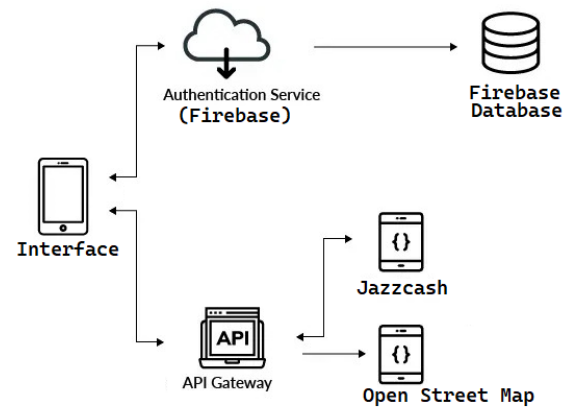 Authentication Service
(Firebase)
Firebase
Database
Interface
{}
Jazzcash
API
API Gateway
{}
Open Street Map